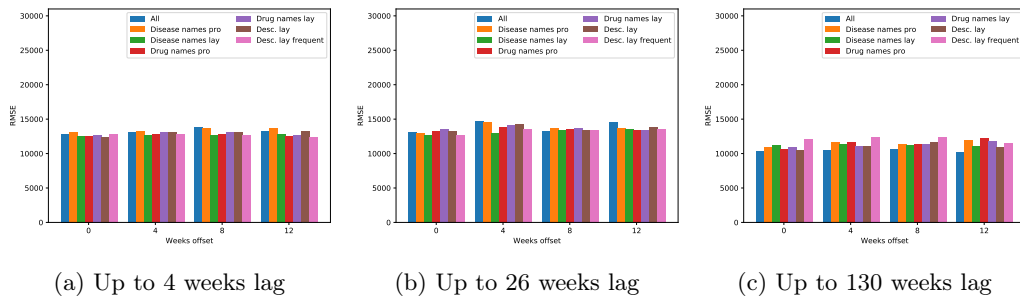 30000
25000
20000
15000
10000
5000
0
RMSE
All
Disease names pro
Disease names lay
Drug names pro
Drug names lay
Desc. lay
Desc. lay frequent
0 4 8 12
Weeks offset
(a) Up to 4 weeks lag
30000
25000
20000
15000
10000
5000
0
RMSE
All
Disease names pro
Disease names lay
Drug names pro
Drug names lay
Desc. lay
Desc. lay frequent
0 4 8 12
Weeks offset
(b) Up to 26 weeks lag
30000
25000
20000
15000
10000
5000
0
RMSE
All
Disease names pro
Disease names lay
Drug names pro
Drug names lay
Desc. lay
Desc. lay frequent
0 4 8 12
Weeks offset
(c) Up to 130 weeks lag